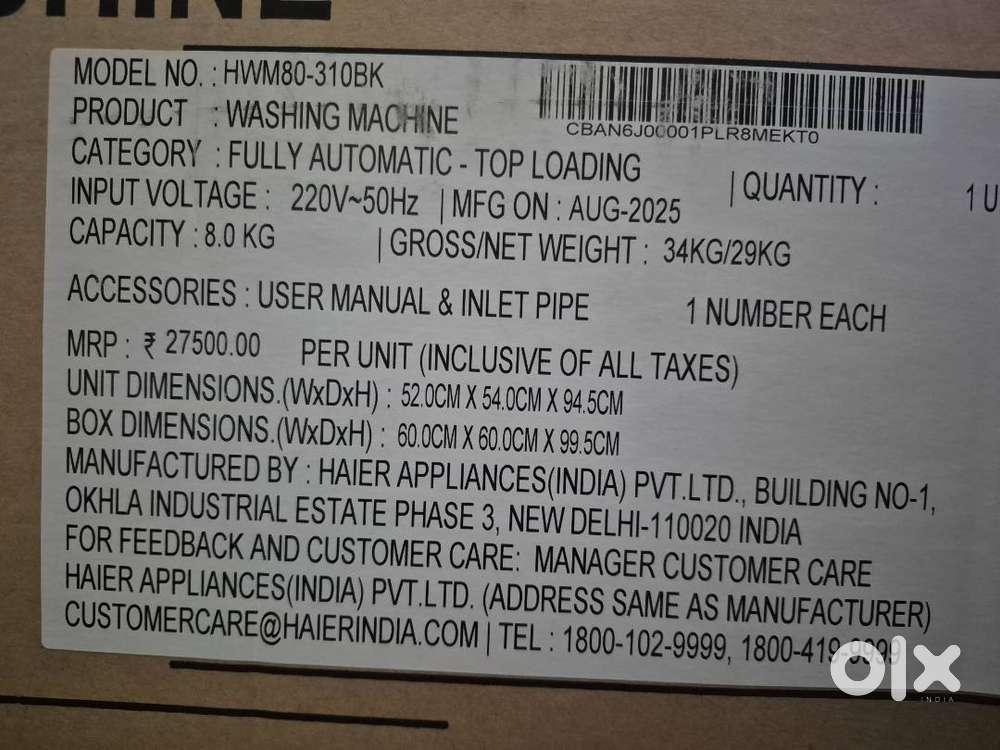 MODEL NO. : HWM80-310BK
CBAN6J00001PLR8MEKT0
PRODUCT : WASHING MACHINE
CATEGORY : FULLY AUTOMATIC - TOP LOADING
INPUT VOLTAGE : 220V~50Hz | MFG ON : AUG-2025 | QUANTITY : 1 U
CAPACITY : 8.0 KG | GROSS/NET WEIGHT : 34KG/29KG
ACCESSORIES : USER MANUAL & INLET PIPE 1 NUMBER EACH
MRP : ₹ 27500.00 PER UNIT (INCLUSIVE OF ALL TAXES)
UNIT DIMENSIONS.(WxDxH) : 52.0CM X 54.0CM X 94.5CM
BOX DIMENSIONS.(WxDxH) : 60.0CM X 60.0CM X 99.5CM
MANUFACTURED BY : HAIER APPLIANCES(INDIA) PVT.LTD., BUILDING NO-1,
OKHLA INDUSTRIAL ESTATE PHASE 3, NEW DELHI-110020 INDIA
FOR FEEDBACK AND CUSTOMER CARE: MANAGER CUSTOMER CARE
HAIER APPLIANCES(INDIA) PVT.LTD. (ADDRESS SAME AS MANUFACTURER)
CUSTOMERCARE@HAIERINDIA.COM | TEL : 1800-102-9999, 1800-419-9999
olx
INDIA